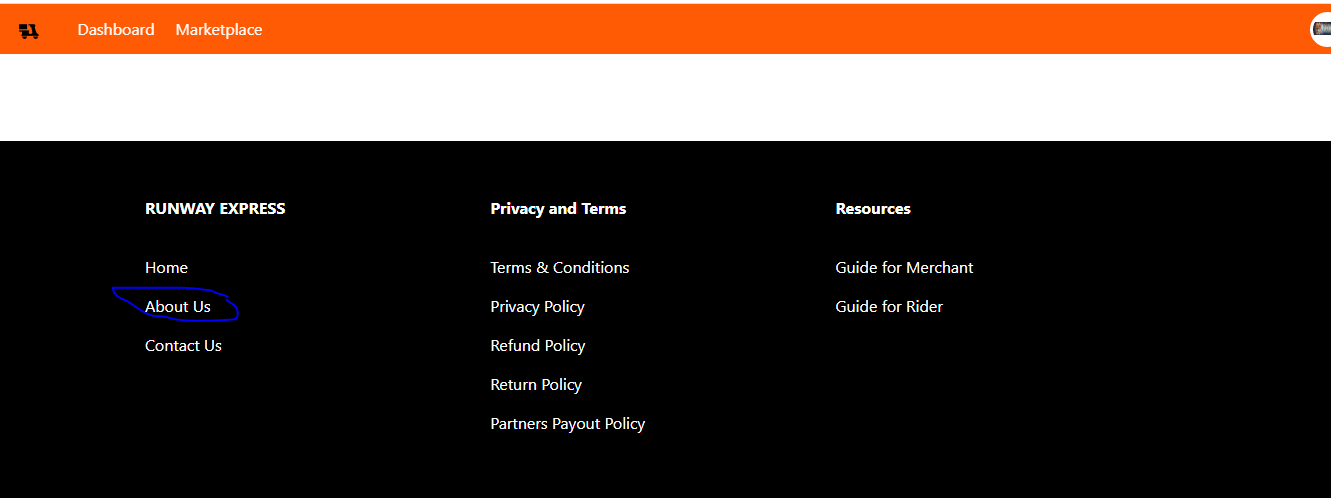 Dashboard Marketplace
RUNWAY EXPRESS
Home
About Us
Contact Us
Privacy and Terms
Terms & Conditions
Privacy Policy
Refund Policy
Return Policy
Partners Payout Policy
Resources
Guide for Merchant
Guide for Rider